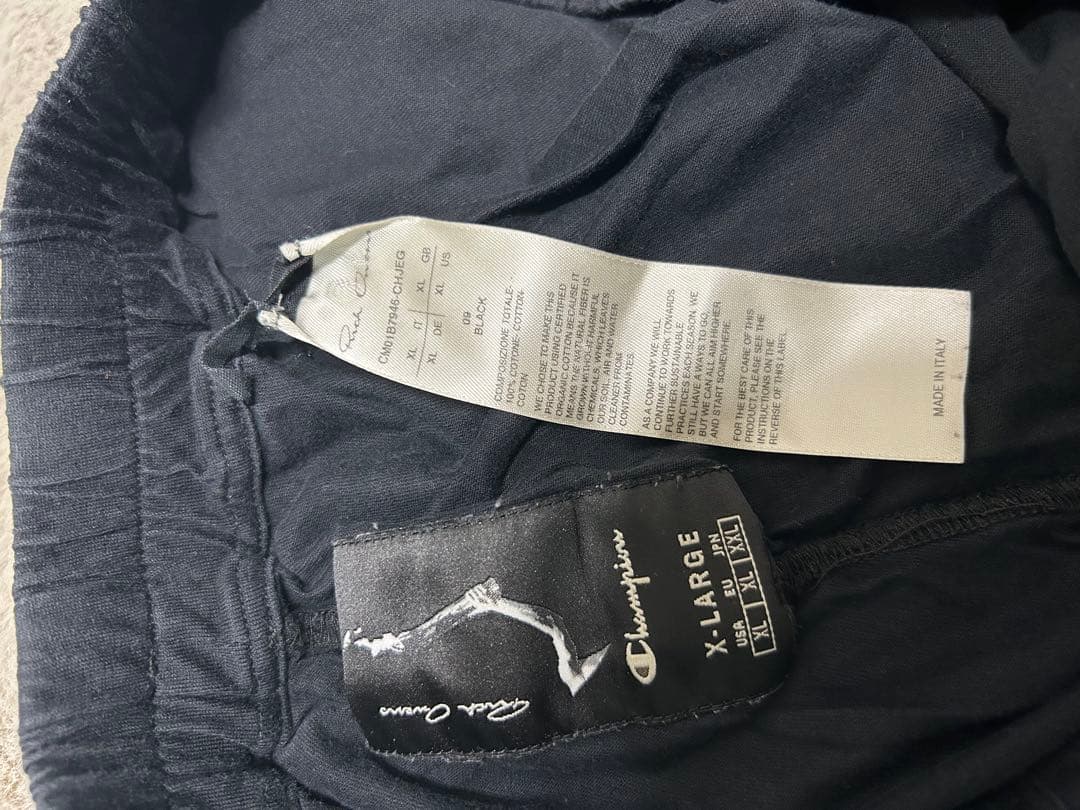 Rick Owens
CM01B7946-CHJEG
IT XL GB
XL
DE XL US
XL
09
BLACK
COMPOSIZIONE TOTALE-
100% COTONE-COTTON-
COTON
WE CHOSE TO MAKE THIS
PRODUCT USING CERTIFIED
ORGANIC COTTON BECAUSE IT
MEANS THE NATURAL FIBER IS
GROWN WITHOUT HARMFUL
CHEMICALS, WHICH LEAVES
OUR SOIL, AIR AND WATER
CLEAN FROM
CONTAMINATES.
AS A COMPANY WE WILL
CONTINUE TO WORK TOWARDS
FURTHER SUSTAINABLE
PRACTICES EACH SEASON. WE
STILL HAVE A WAYS TO GO,
BUT WE CAN ALL AIM HIGHER
AND START SOMEWHERE.
FOR THE BEST CARE OF THIS
PRODUCT, PLEASE SEE THE
INSTRUCTIONS ON THE
REVERSE OF THIS LABEL.
MADE IN ITALY
Rick Owens
Champion
X-LARGE
USA EU JPN
XL XL XXL